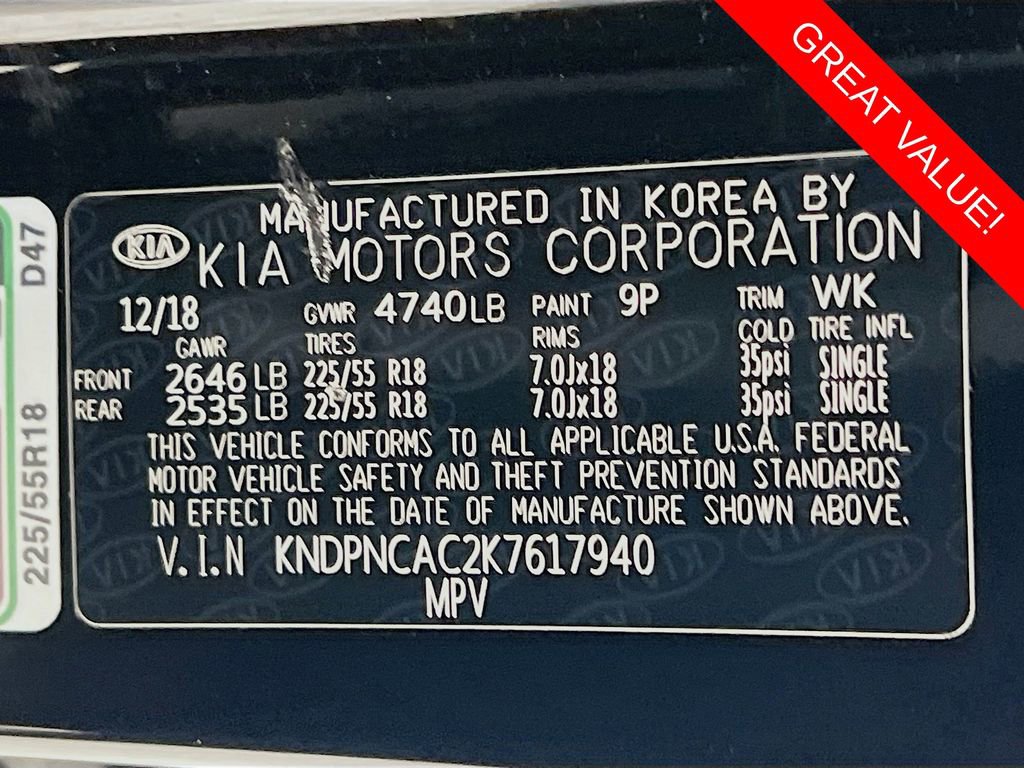 GREAT VALUE!
MANUFACTURED IN KOREA BY
KIA KIA MOTORS CORPORATION
12/18 GVWR 4740LB PAINT 9P TRIM WK
GAWR TIRES RIMS COLD TIRE INFL
FRONT 2646 LB 225/55 R18 7.0Jx18 35psi SINGLE
REAR 2535 LB 225/55 R18 7.0Jx18 35psi SINGLE
THIS VEHICLE CONFORMS TO ALL APPLICABLE U.S.A. FEDERAL
MOTOR VEHICLE SAFETY AND THEFT PREVENTION STANDARDS
IN EFFECT ON THE DATE OF MANUFACTURE SHOWN ABOVE.
V.I.N KNDPNCAC2K7617940
MPV
225/55R18 D47